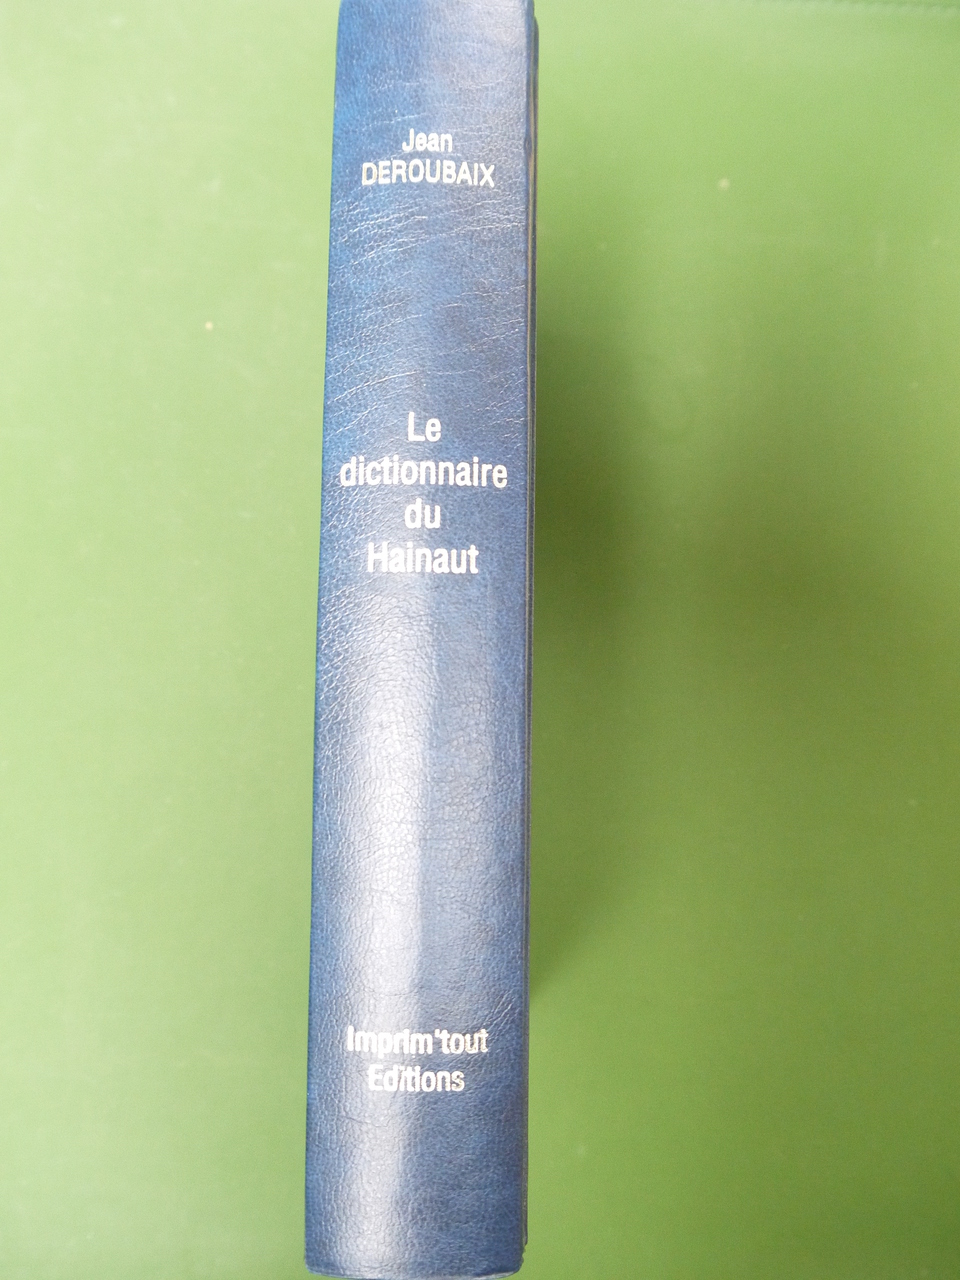 Jean
DEROUBAIX
Le
dictionnaire
du
Hainaut
Imprim'tout
Editions